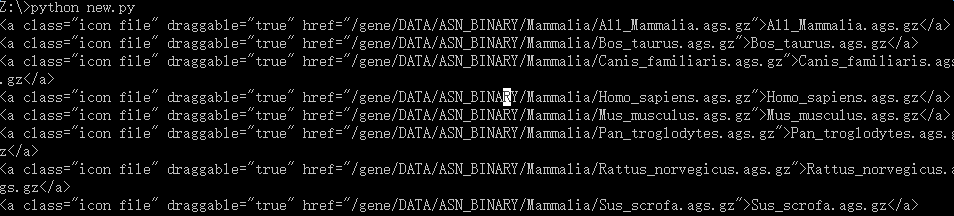 Z:\>python new.py
<a class="icon file" draggable="true" href="/gene/DATA/ASN_BINARY/Mammalia/All_Mammalia.ags.gz">All_Mammalia.ags.gz</a>
<a class="icon file" draggable="true" href="/gene/DATA/ASN_BINARY/Mammalia/Bos_taurus.ags.gz">Bos_taurus.ags.gz</a>
<a class="icon file" draggable="true" href="/gene/DATA/ASN_BINARY/Mammalia/Canis_familiaris.ags.gz">Canis_familiaris.ags
.gz</a>
<a class="icon file" draggable="true" href="/gene/DATA/ASN_BINARY/Mammalia/Homo_sapiens.ags.gz">Homo_sapiens.ags.gz</a>
<a class="icon file" draggable="true" href="/gene/DATA/ASN_BINARY/Mammalia/Mus_musculus.ags.gz">Mus_musculus.ags.gz</a>
<a class="icon file" draggable="true" href="/gene/DATA/ASN_BINARY/Mammalia/Pan_troglodytes.ags.gz">Pan_troglodytes.ags.g
z</a>
<a class="icon file" draggable="true" href="/gene/DATA/ASN_BINARY/Mammalia/Rattus_norvegicus.ags.gz">Rattus_norvegicus.a
gs.gz</a>
<a class="icon file" draggable="true" href="/gene/DATA/ASN_BINARY/Mammalia/Sus_scrofa.ags.gz">Sus_scrofa.ags.gz</a>